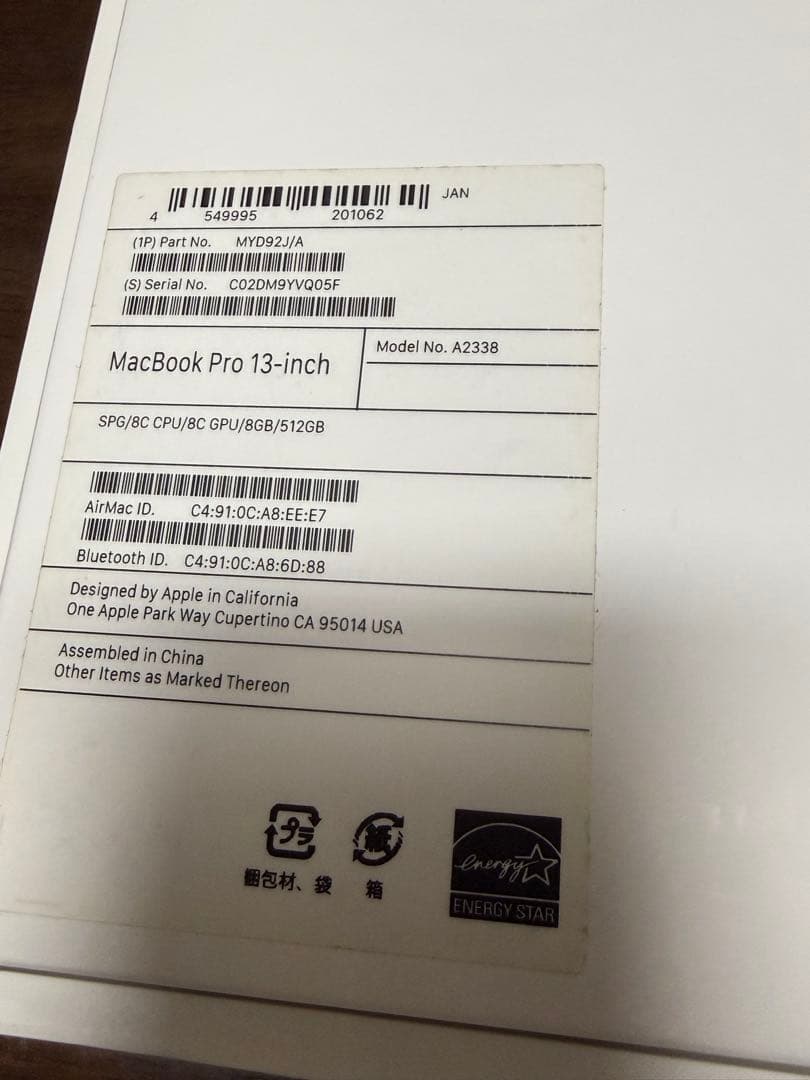 JAN
4 549995 201062
(1P) Part No. MYD92J/A
(S) Serial No. C02DM9YVQ05F
MacBook Pro 13-inch
Model No. A2338
SPG/8C CPU/8C GPU/8GB/512GB
AirMac ID. C4:91:0C:A8:EE:E7
Bluetooth ID. C4:91:0C:A8:6D:88
Designed by Apple in California
One Apple Park Way Cupertino CA 95014 USA
Assembled in China
Other Items as Marked Thereon
プラ
紙
energy
梱包材、袋
箱
ENERGY STAR